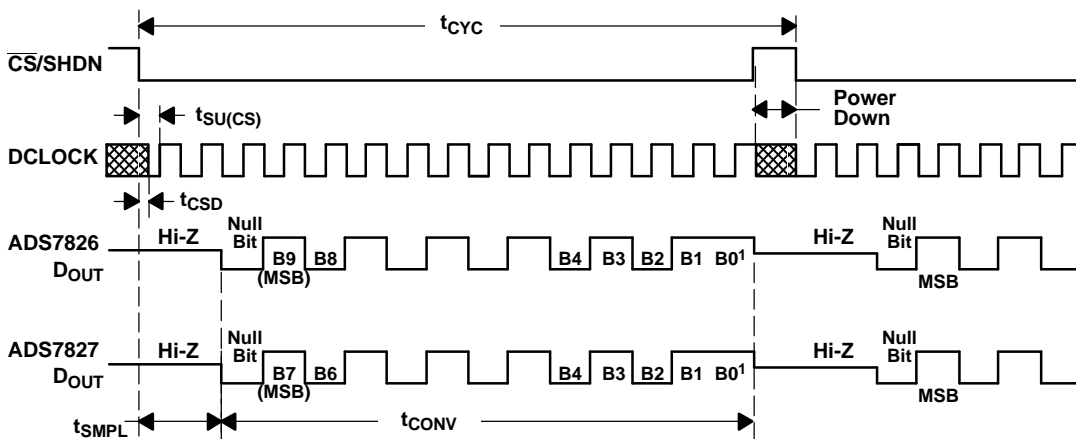 tCYC
CS/SHDN
Power
Down
tSU(CS)
DCLOCK
tCSD
ADS7826
DOUT
Hi-Z
Null
Bit
B9
(MSB)
B8
B4
B3
B2
B1
B0¹
Hi-Z
Null
Bit
MSB
ADS7827
DOUT
Hi-Z
Null
Bit
B7
(MSB)
B6
B4
B3
B2
B1
B0¹
Hi-Z
Null
Bit
MSB
tSMPL
tCONV